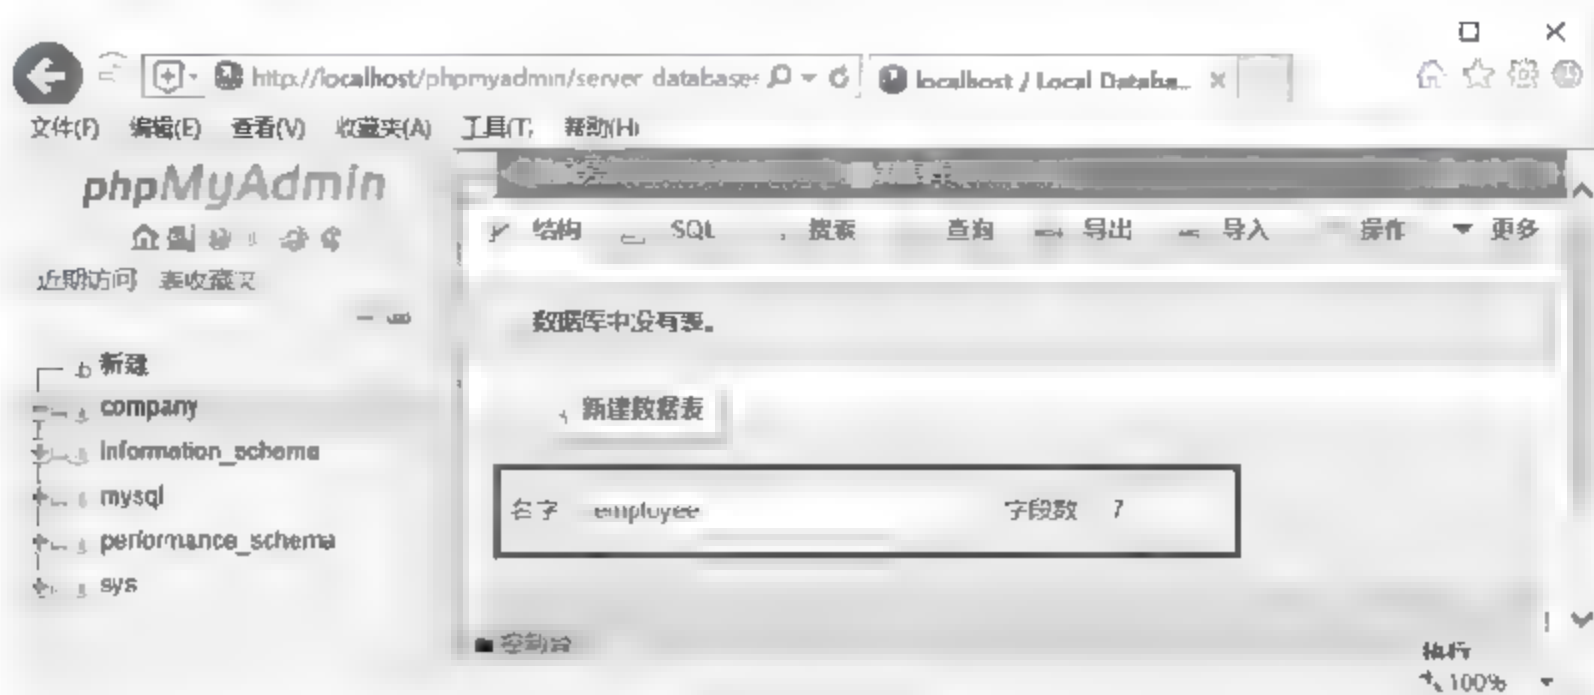 http://localhost/phpmyadmin/server_databases
localhost / Local Databa...
文件(F) 编辑(E) 查看(V) 收藏夹(A) 工具(T) 帮助(H)
phpMyAdmin
近期访问 表收藏夹
新建
company
information_schema
mysql
performance_schema
sys
结构 SQL 搜索 查询 导出 导入 操作 更多
数据库中没有表。
新建数据表
名字 employee 字段数 7
控制台
执行
100%